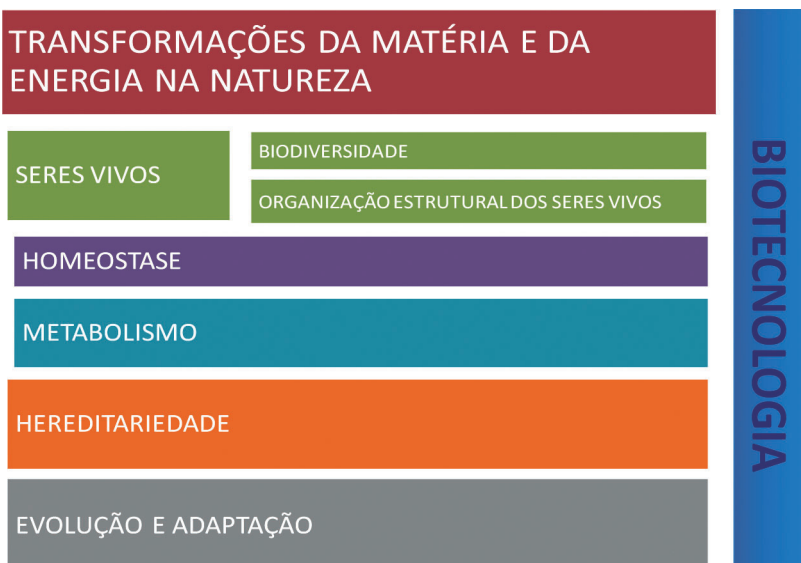 TRANSFORMAÇÕES DA MATÉRIA E DA
ENERGIA NA NATUREZA
SERES VIVOS
BIODIVERSIDADE
ORGANIZAÇÃO ESTRUTURAL DOS SERES VIVOS
HOMEOSTASE
METABOLISMO
HEREDITARIEDADE
EVOLUÇÃO E ADAPTAÇÃO
BIOTECNOLOGIA